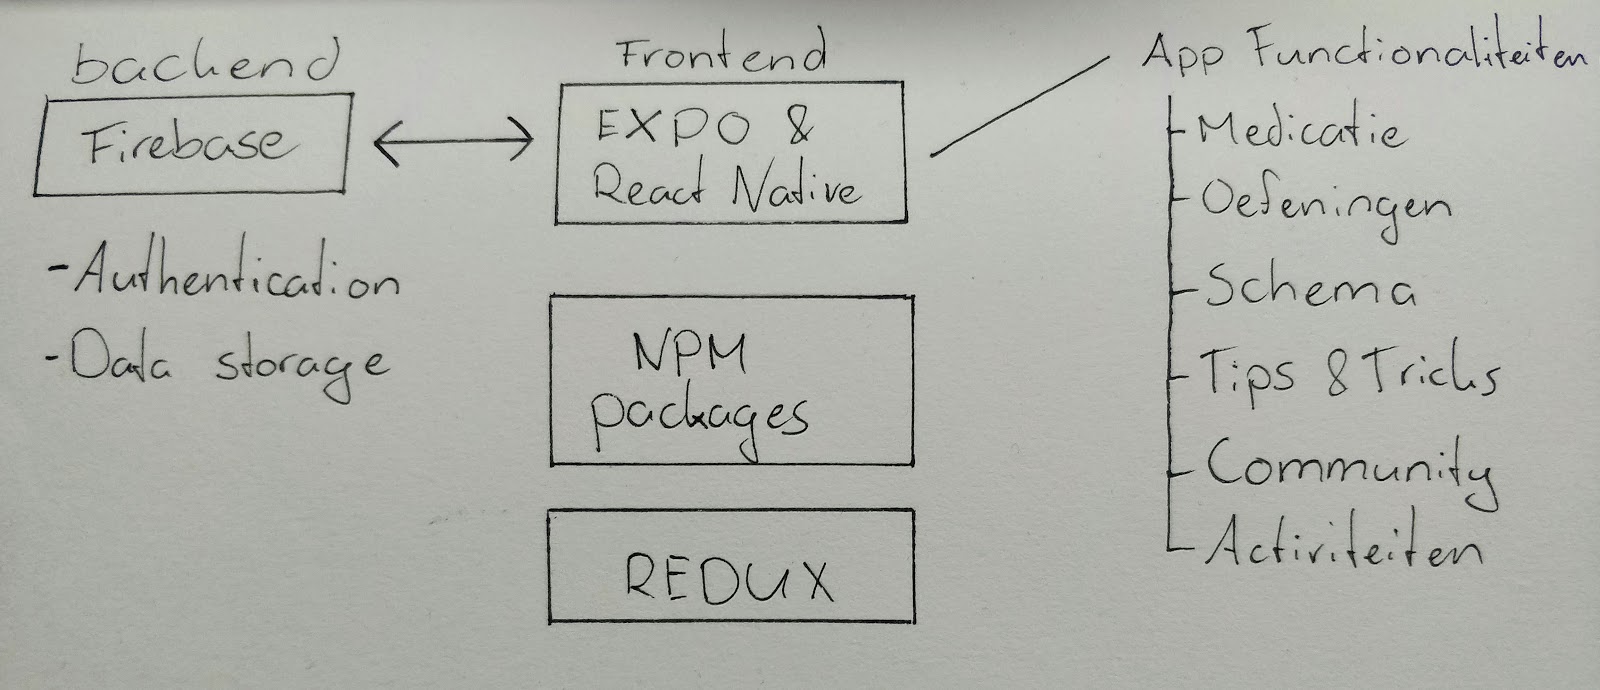 backend
Firebase
-Authentication
-Data storage
Frontend
EXPO &
React Native
NPM
packages
REDUX
App Functionaliteiten
Medicatie
Oefeningen
Schema
Tips & Tricks
Community
Activiteiten